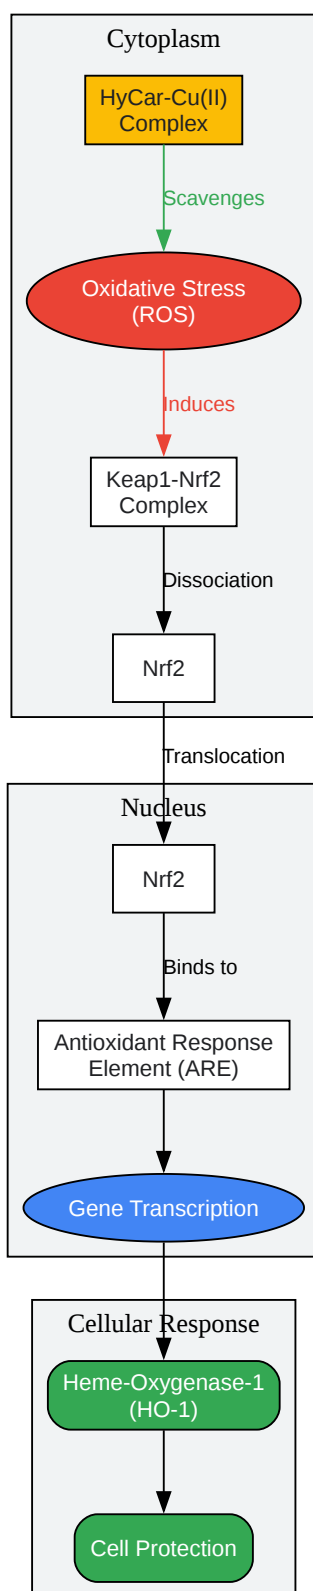 Cytoplasm
HyCar-Cu(II)
Complex
Scavenges
Oxidative Stress
(ROS)
Induces
Keap1-Nrf2
Complex
Dissociation
Nrf2
Translocation
Nucleus
Nrf2
Binds to
Antioxidant Response
Element (ARE)
Gene Transcription
Cellular Response
Heme-Oxygenase-1
(HO-1)
Cell Protection